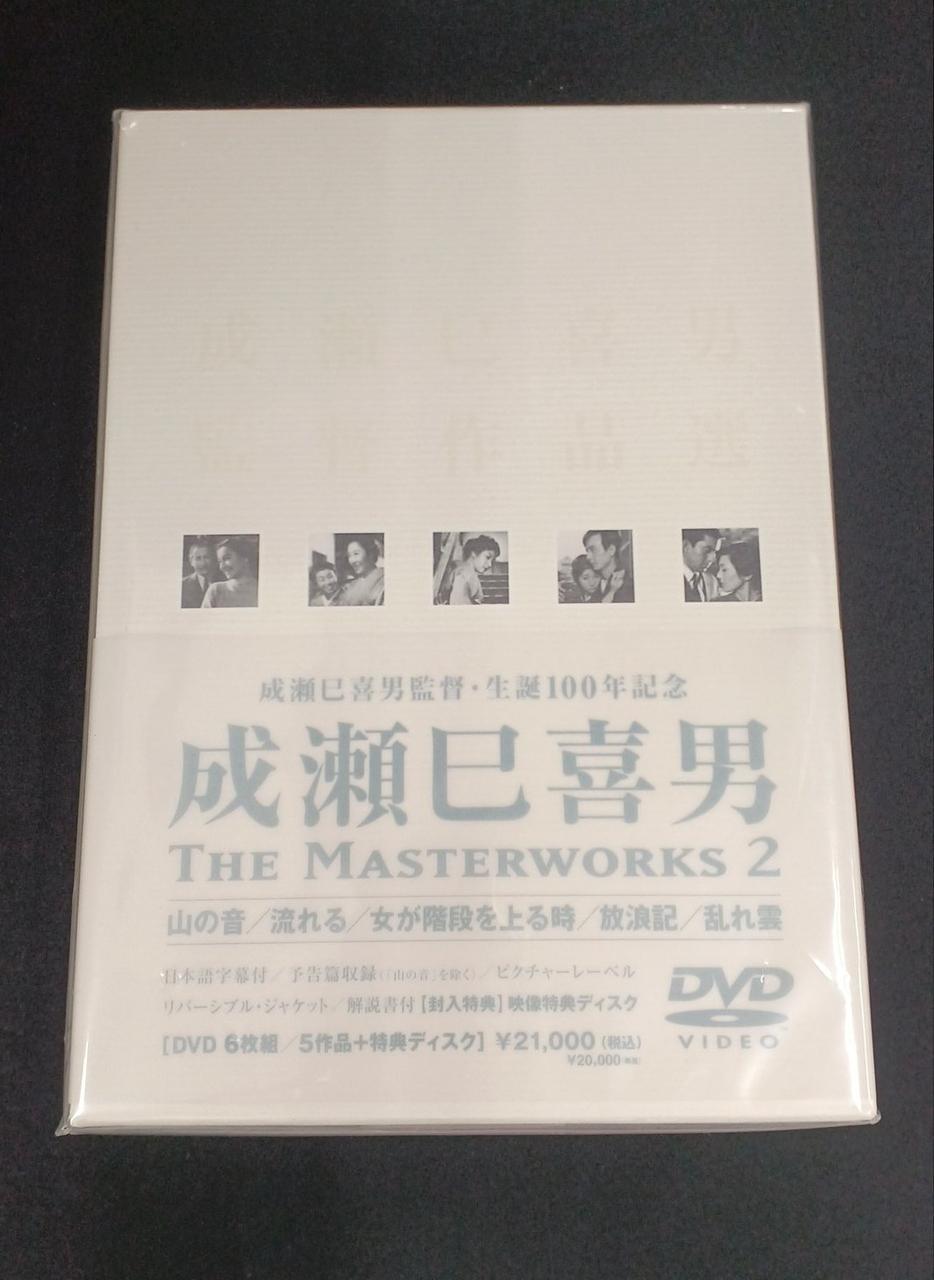 成瀬巳喜男
監督作品選
成瀬巳喜男監督・生誕100年記念
成瀬巳喜男
THE MASTERWORKS 2
山の音／流れる／女が階段を上る時／放浪記／乱れ雲
日本語字幕付／予告篇収録（「山の音」を除く）／ピクチャーレーベル
リバーシブル・ジャケット／解説書付【封入特典】映像特典ディスク
[DVD 6枚組／5作品＋特典ディスク] ¥21,000（税込）
¥20,000（税抜）
DVD
VIDEO